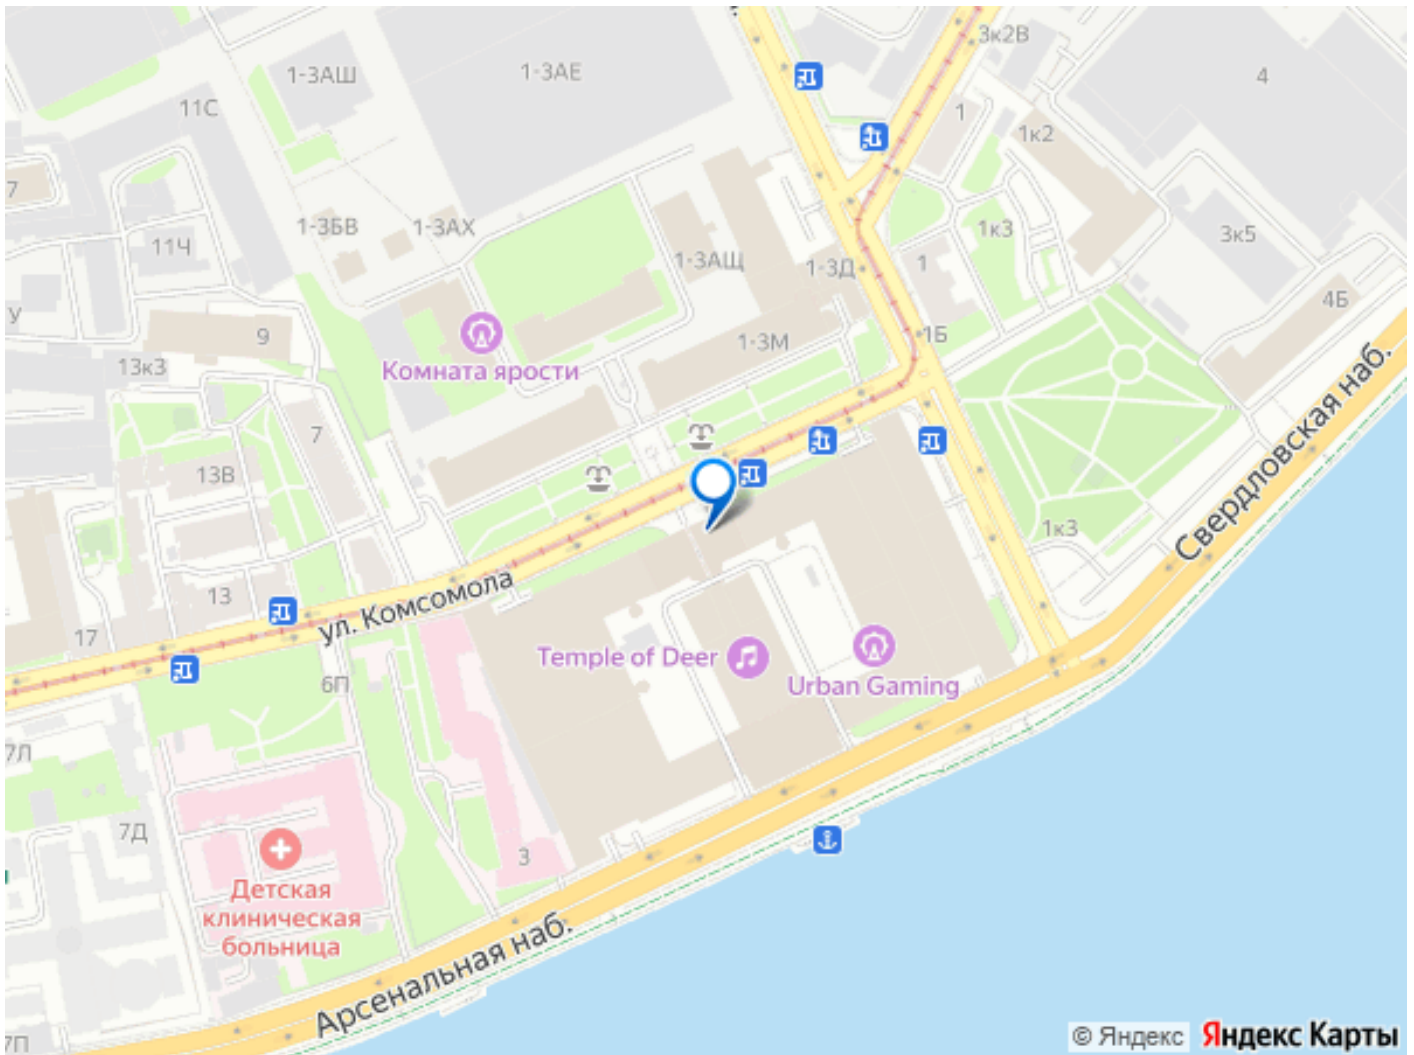 3к2В
1-3АШ
1-3АЕ
4
11С
1
1к2
7
1-3БВ
1-3АХ
1к3
3к5
11Ч
1-3АЩ
1-3Д
1
У
4Б
9
1Б
1-3М
13к3
Комната ярости
7
Свердловская наб.
13В
1к3
ул. Комсомола
13
17
Temple of Deer
6П
Urban Gaming
7Л
7Д
3
Детская
клиническая
больница
Арсенальная наб.
7П
© Яндекс
Яндекс Карты